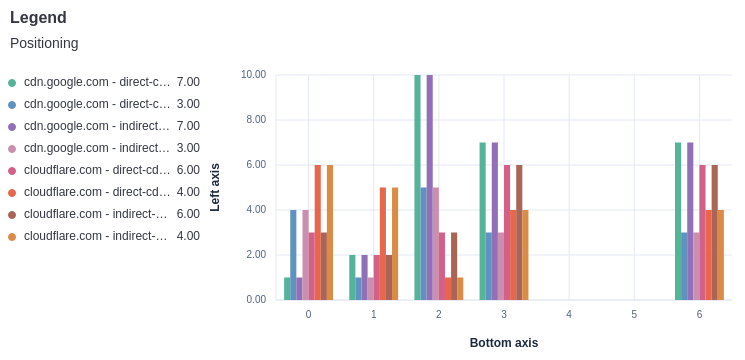 Legend
Positioning
cdn.google.com - direct-c… 7.00
cdn.google.com - direct-c… 3.00
cdn.google.com - indirect… 7.00
cdn.google.com - indirect… 3.00
cloudflare.com - direct-cd… 6.00
cloudflare.com - direct-cd… 4.00
cloudflare.com - indirect-… 6.00
cloudflare.com - indirect-… 4.00
Left axis
10.00
8.00
6.00
4.00
2.00
0.00
0 1 2 3 4 5 6
Bottom axis